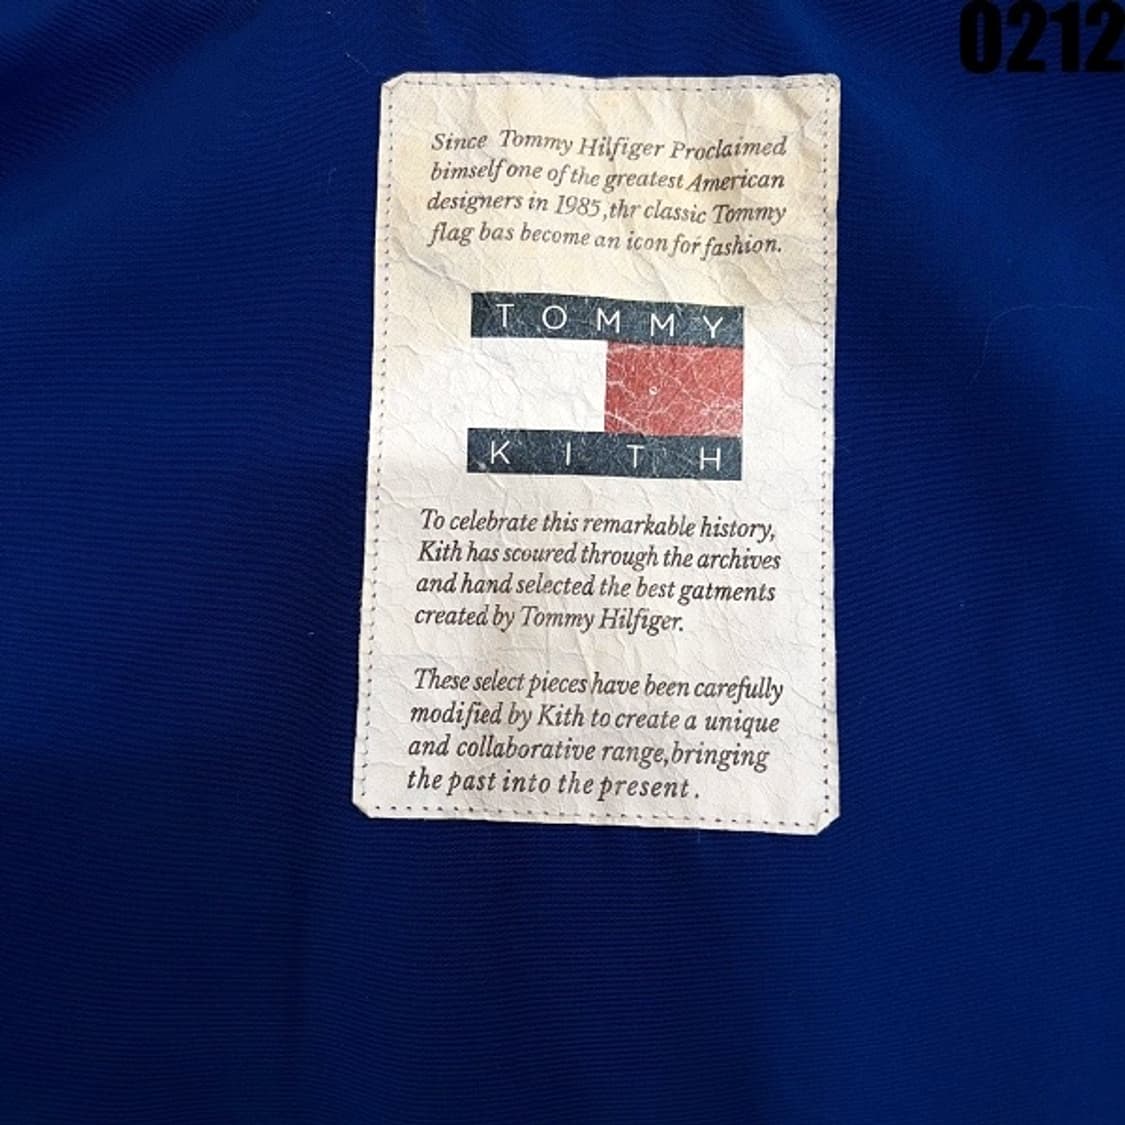 0212
Since Tommy Hilfiger Proclaimed
bimself one of the greatest American
designers in 1985,thr classic Tommy
flag bas become an icon for fashion.
TOMMY
KITH
To celebrate this remarkable history,
Kith has scoured through the archives
and hand selected the best gatments
created by Tommy Hilfiger.
These select pieces have been carefully
modified by Kith to create a unique
and collaborative range,bringing
the past into the present.